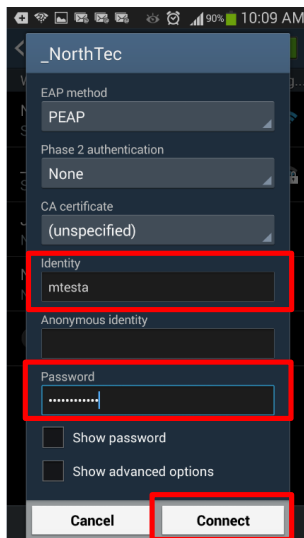 90% 10:09 AM
_NorthTec
EAP method
PEAP
Phase 2 authentication
None
CA certificate
(unspecified)
Identity
mtesta
Anonymous identity
Password
••••••••••••
Show password
Show advanced options
Cancel Connect